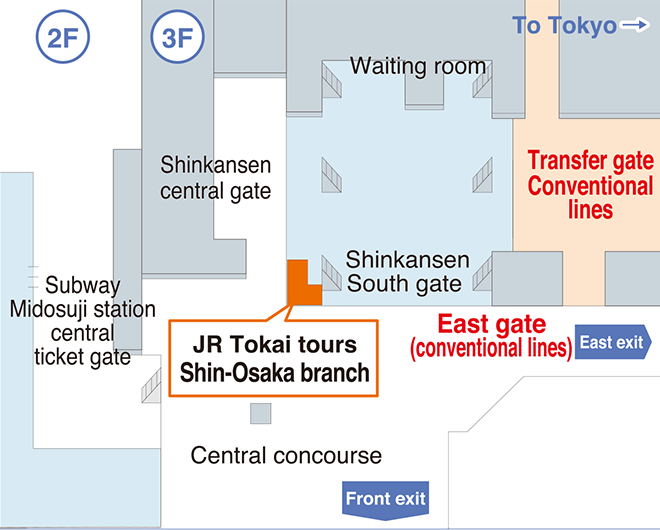 2F
3F
To Tokyo
Waiting room
Shinkansen
central gate
Transfer gate
Conventional
lines
Shinkansen
South gate
Subway
Midosuji station
central
ticket gate
East gate
(conventional lines)
East exit
JR Tokai tours
Shin-Osaka branch
Central concourse
Front exit